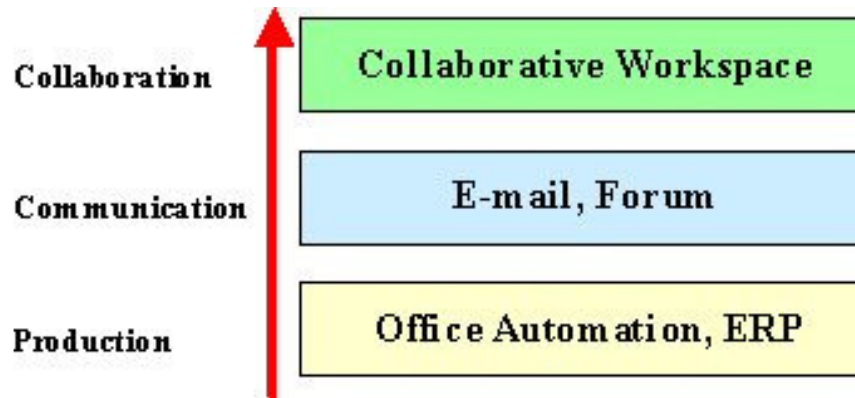 Collaboration
Collaborative Workspace
Communication
E-mail, Forum
Production
Office Automation, ERP